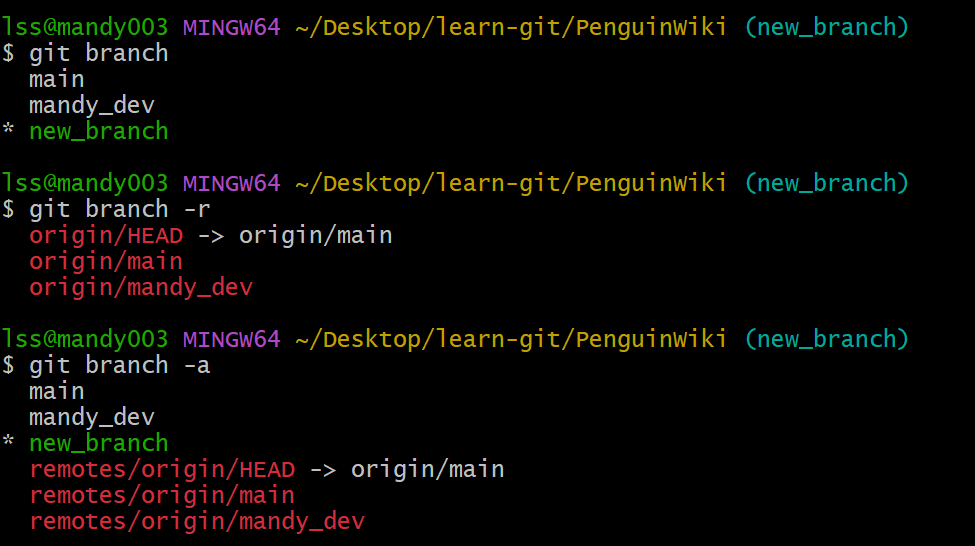 lss@mandy003 MINGW64 ~/Desktop/learn-git/PenguinWiki (new_branch)
$ git branch
  main
  mandy_dev
* new_branch

lss@mandy003 MINGW64 ~/Desktop/learn-git/PenguinWiki (new_branch)
$ git branch -r
  origin/HEAD -> origin/main
  origin/main
  origin/mandy_dev

lss@mandy003 MINGW64 ~/Desktop/learn-git/PenguinWiki (new_branch)
$ git branch -a
  main
  mandy_dev
* new_branch
  remotes/origin/HEAD -> origin/main
  remotes/origin/main
  remotes/origin/mandy_dev